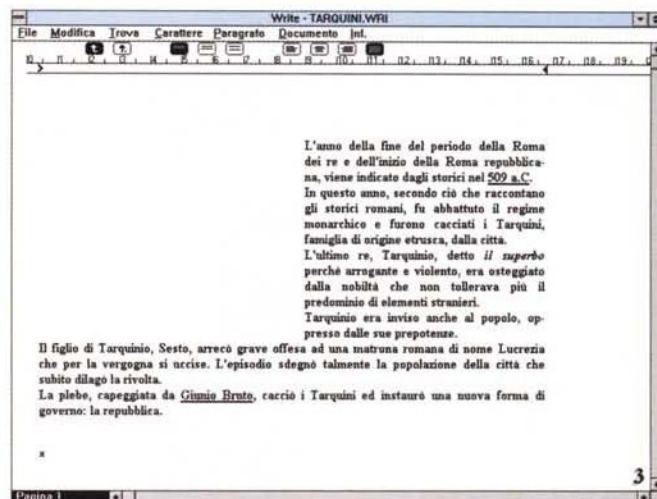 Write - TARQUINI.WRI
File Modifica Trova Carattere Paragrafo Documento Inf.
L'anno della fine del periodo della Roma
dei re e dell'inizio della Roma repubblica-
na, viene indicato dagli storici nel 509 a.C.
In questo anno, secondo ciò che raccontano
gli storici romani, fu abbattuto il regime
monarchico e furono cacciati i Tarquini,
famiglia di origine etrusca, dalla città.
L'ultimo re, Tarquinio, detto il superbo
perché arrogante e violento, era osteggiato
dalla nobiltà che non tollerava più il
predominio di elementi stranieri.
Tarquinio era inviso anche al popolo, op-
presso dalle sue prepotenze.
Il figlio di Tarquinio, Sesto, arrecò grave offesa ad una matrona romana di nome Lucrezia
che per la vergogna si uccise. L'episodio sdegnò talmente la popolazione della città che
subito dilagò la rivolta.
La plebe, capeggiata da Giunio Bruto, cacciò i Tarquini ed instaurò una nuova forma di
governo: la repubblica.
3
Pagina 1